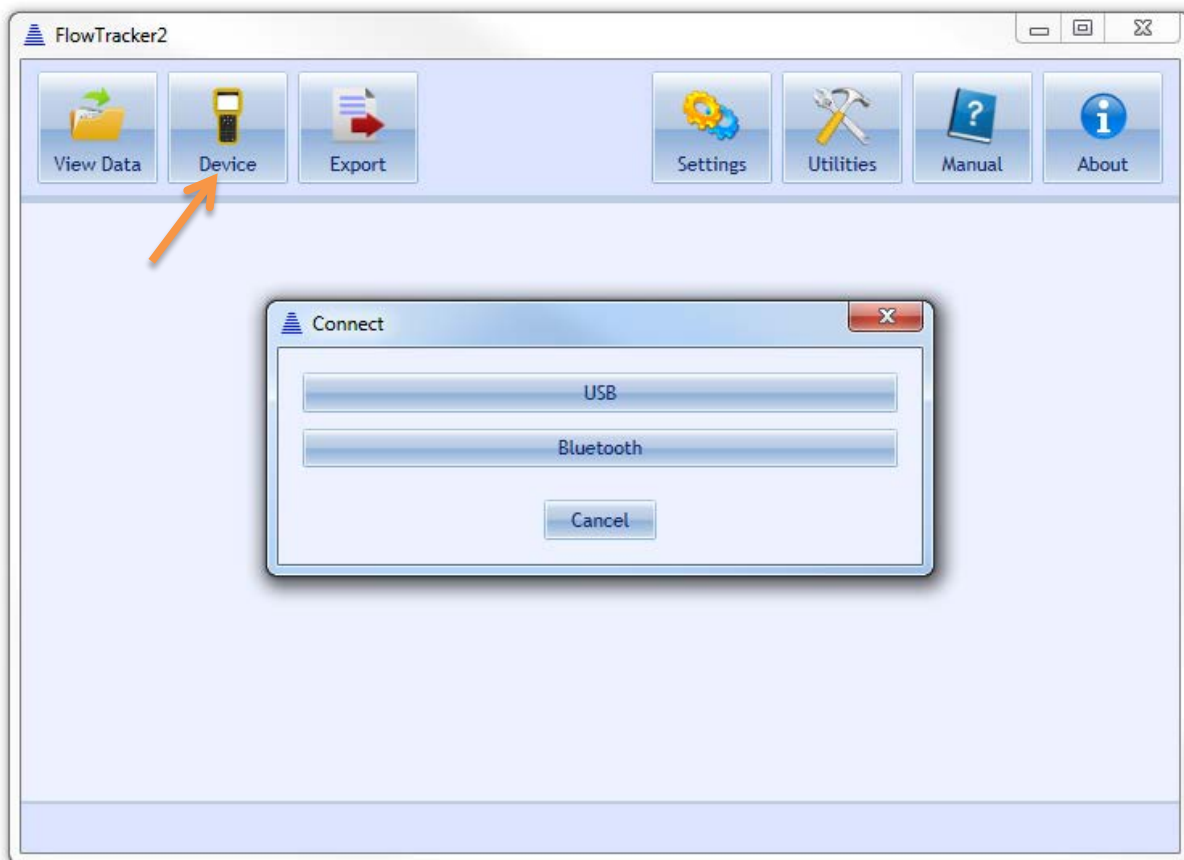 FlowTracker2
View Data
Device
Export
Settings
Utilities
?
Manual
i
About
Connect
USB
Bluetooth
Cancel